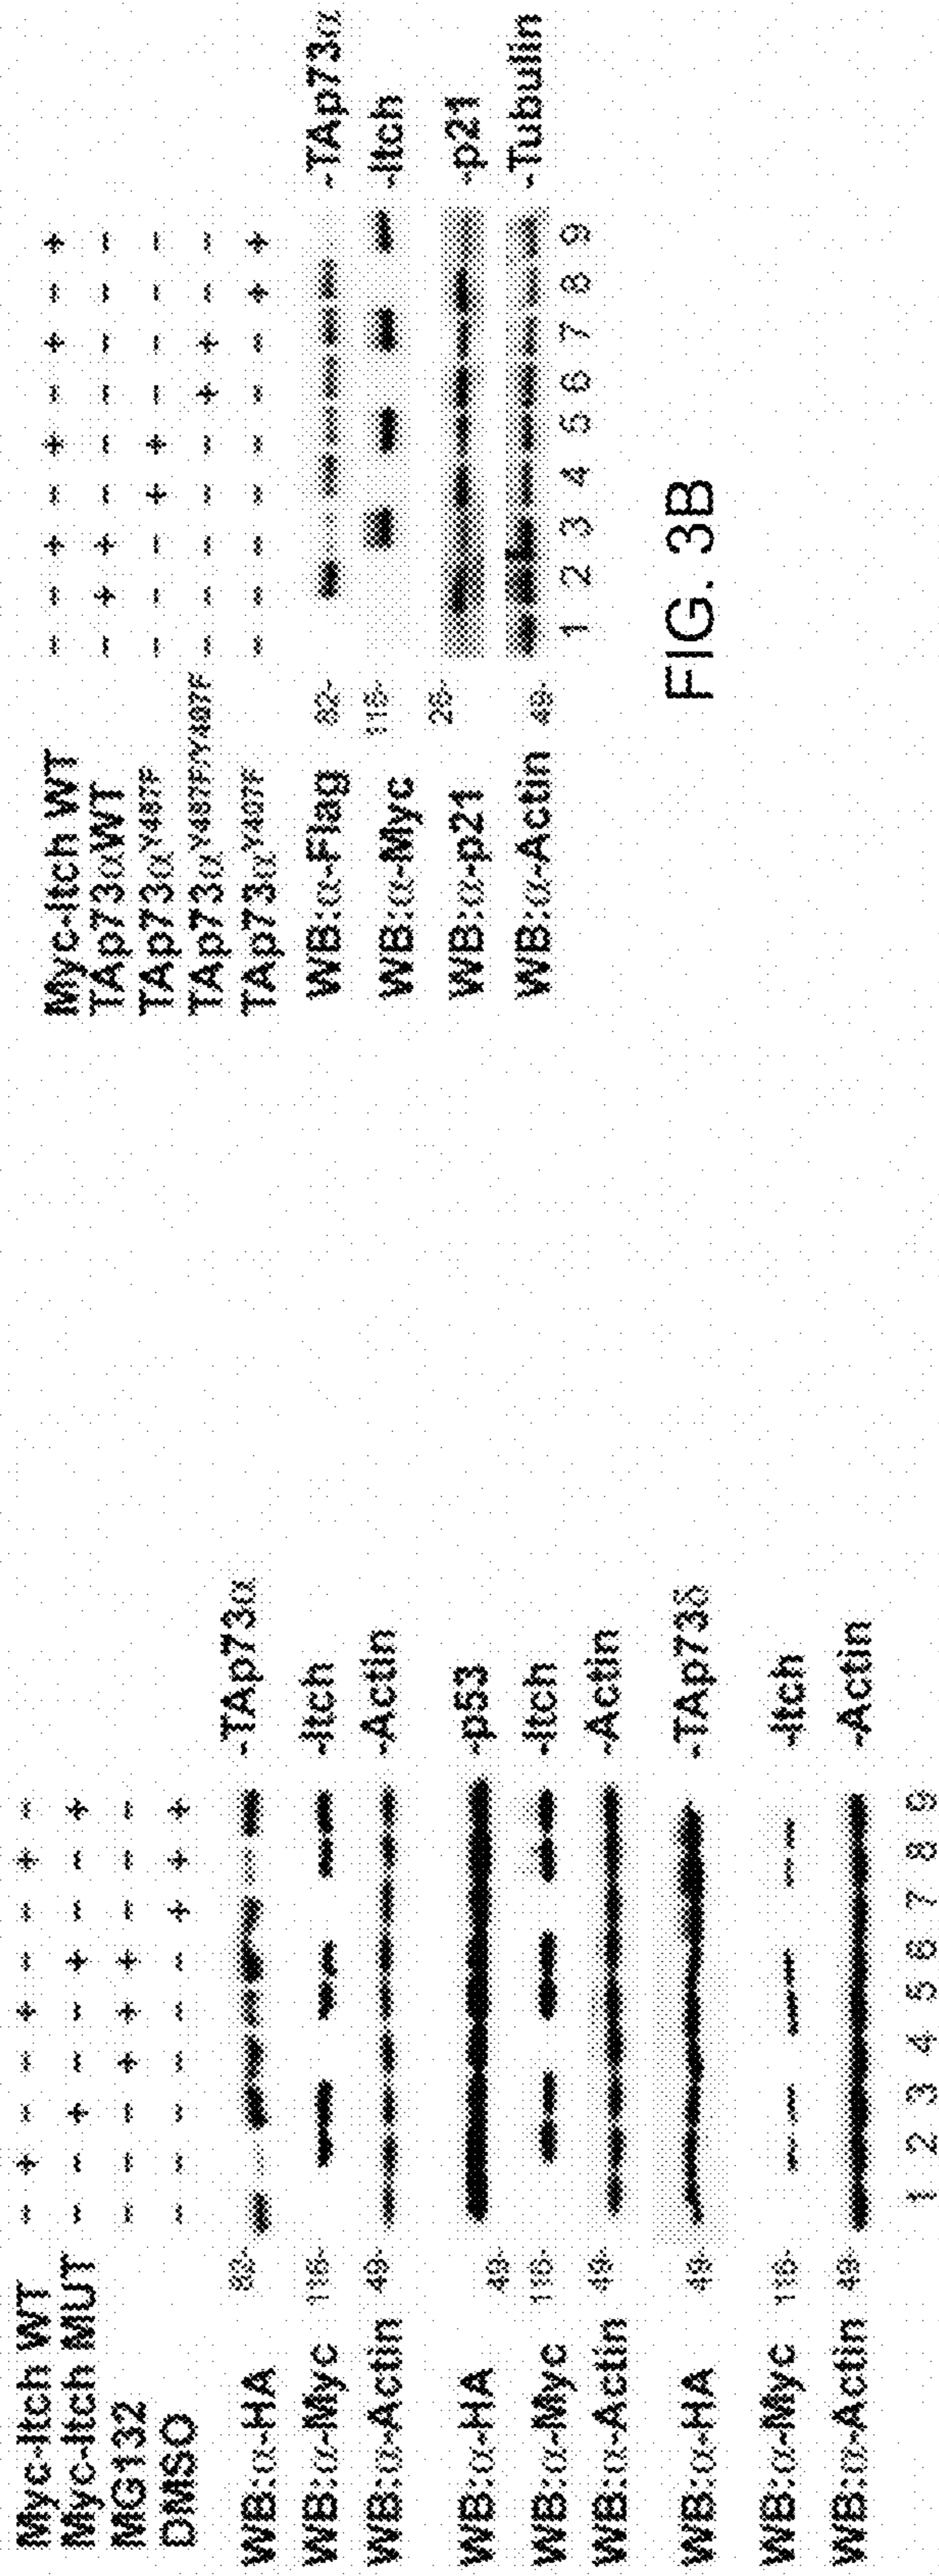 Myc-Itch WT - + - - + - - + -
Myc-Itch MUT - - + - - + - - +
MG132 - - - + + + - - -
DMSO - - - - - - + + +
WB:α-HA -TAp73α
WB:α-Myc 116- -Itch
WB:α-Actin 49- -Actin
WB:α-HA 49- -p53
WB:α-Myc 116- -Itch
WB:α-Actin 49- -Actin
WB:α-HA 49- -TAp73δ
WB:α-Myc 116- -Itch
WB:α-Actin 49- -Actin
1 2 3 4 5 6 7 8 9
Myc-Itch WT - - + - + - + - +
TAp73αWT - + + - - - - - -
TAp73αY487F - - - + + - - - -
TAp73αY487F/Y407F - - - - - + + - -
TAp73αY407F - - - - - - - + +
WB:α-Flag 82- -TAp73α
WB:α-Myc 116- -Itch
WB:α-p21 26- -p21
WB:α-Actin 49- -Tubulin
1 2 3 4 5 6 7 8 9
FIG. 3B